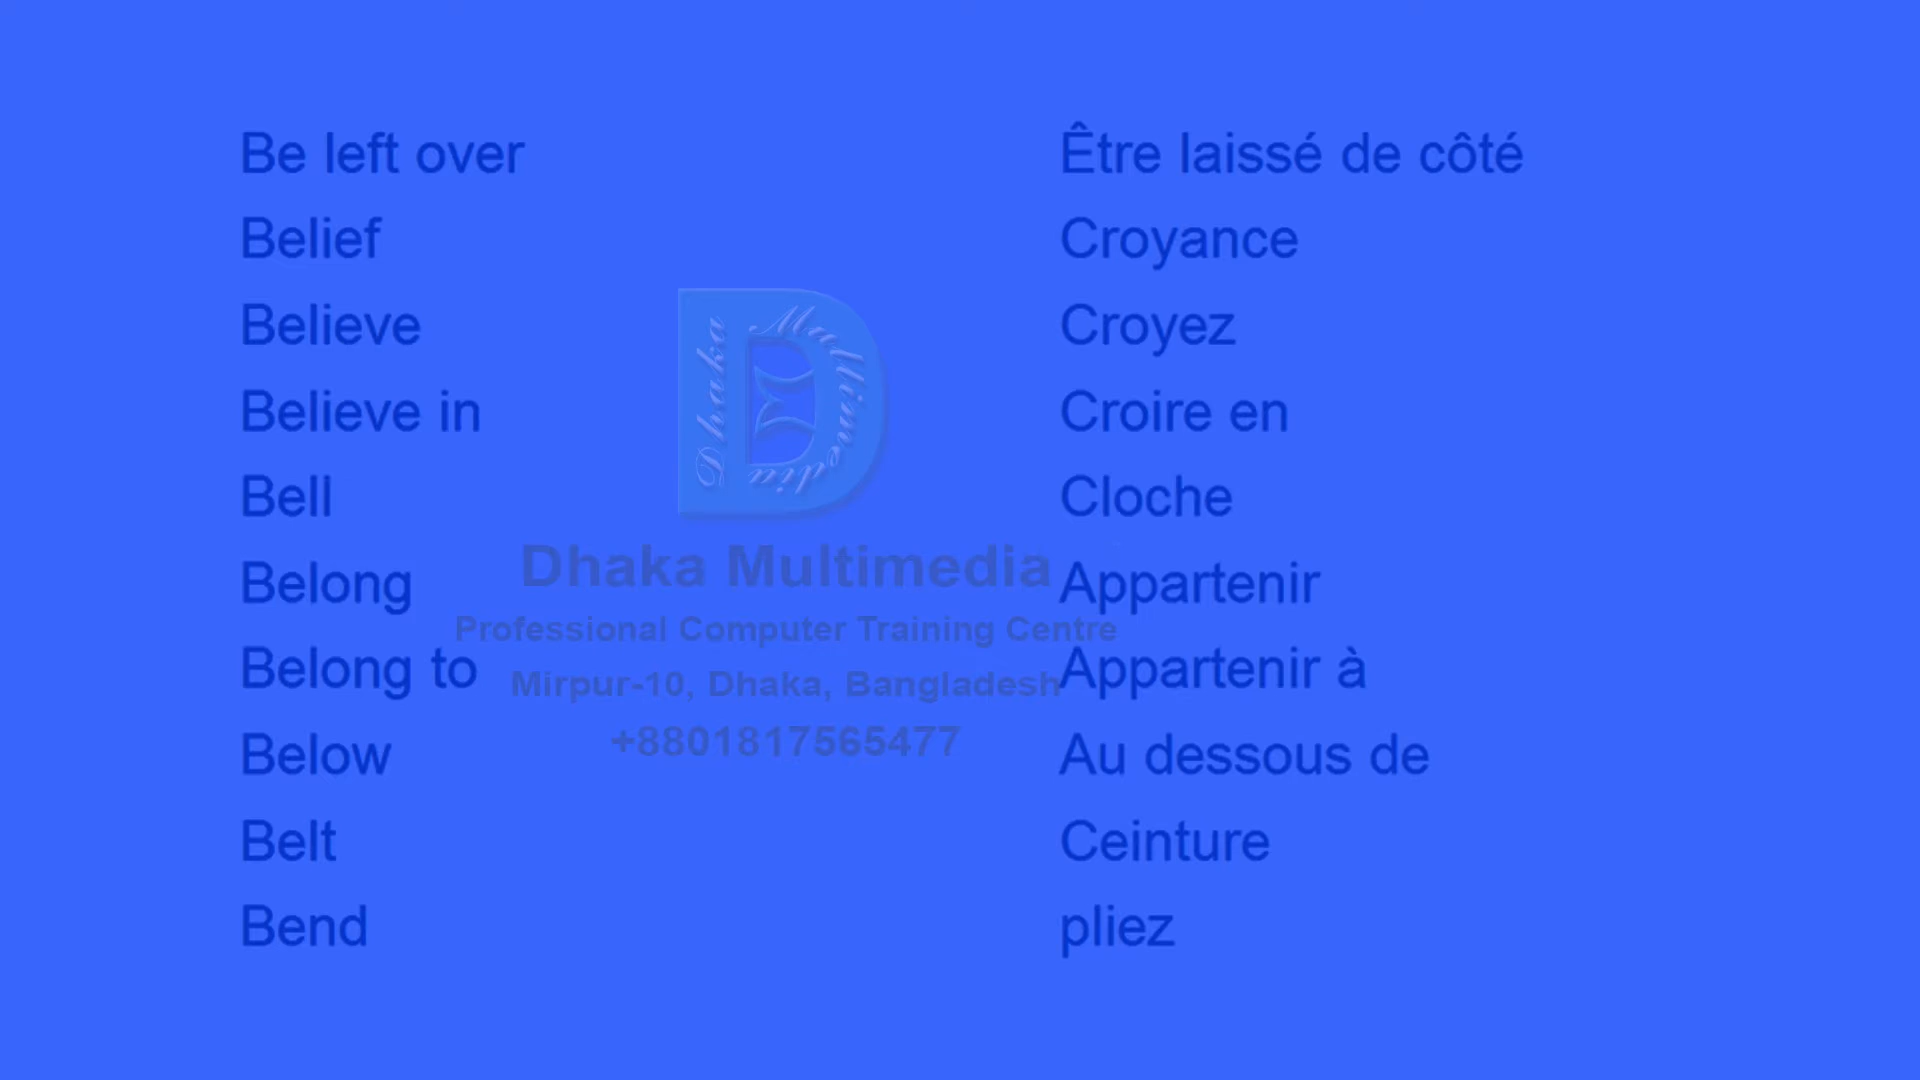 Be left over Être laissé de côté
Belief Croyance
Believe Croyez
Believe in Croire en
Bell Cloche
Belong Appartenir
Belong to Appartenir à
Below Au dessous de
Belt Ceinture
Bend pliez
Dhaka Multimedia
Dhaka Multimedia
Professional Computer Training Centre
Mirpur-10, Dhaka, Bangladesh
+8801817565477